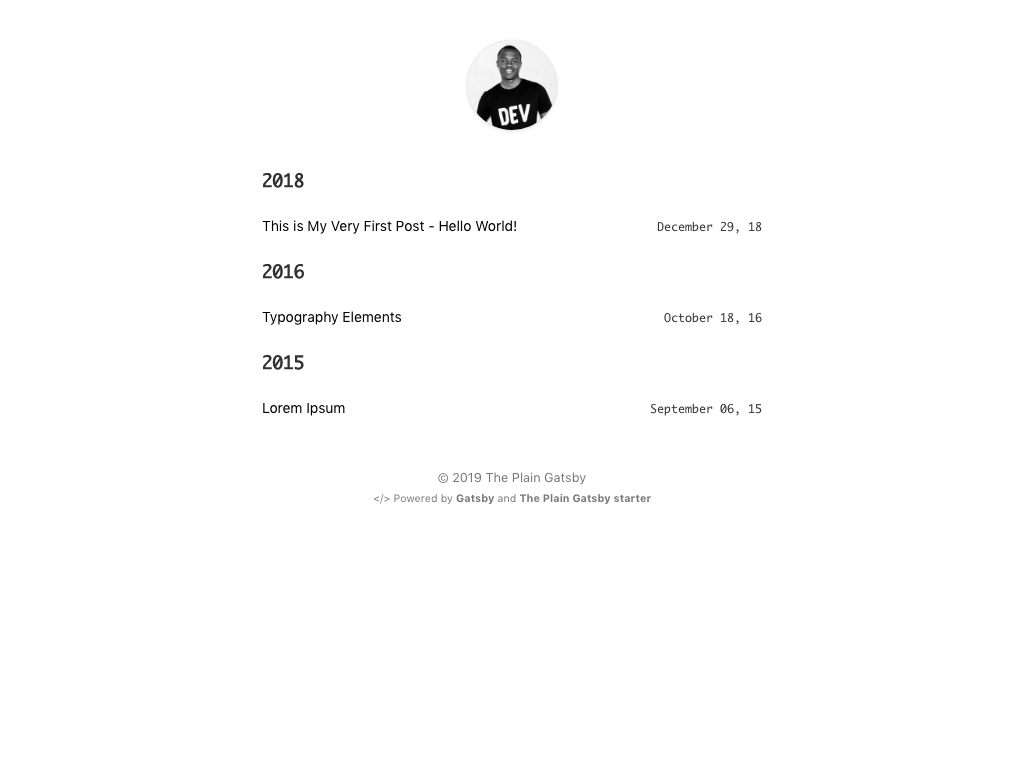 DEV
2018
This is My Very First Post - Hello World! December 29, 18
2016
Typography Elements October 18, 16
2015
Lorem Ipsum September 06, 15
© 2019 The Plain Gatsby
</> Powered by Gatsby and The Plain Gatsby starter